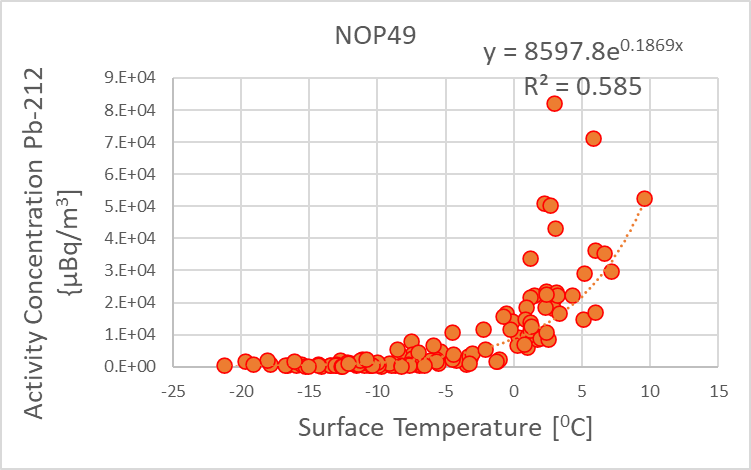 NOP49
y = 8597.8e^0.1869x
R² = 0.585
Activity Concentration Pb-212
{µBq/m³]
9.E+04
8.E+04
7.E+04
6.E+04
5.E+04
4.E+04
3.E+04
2.E+04
1.E+04
0.E+00
-25 -20 -15 -10 -5 0 5 10 15
Surface Temperature [⁰C]